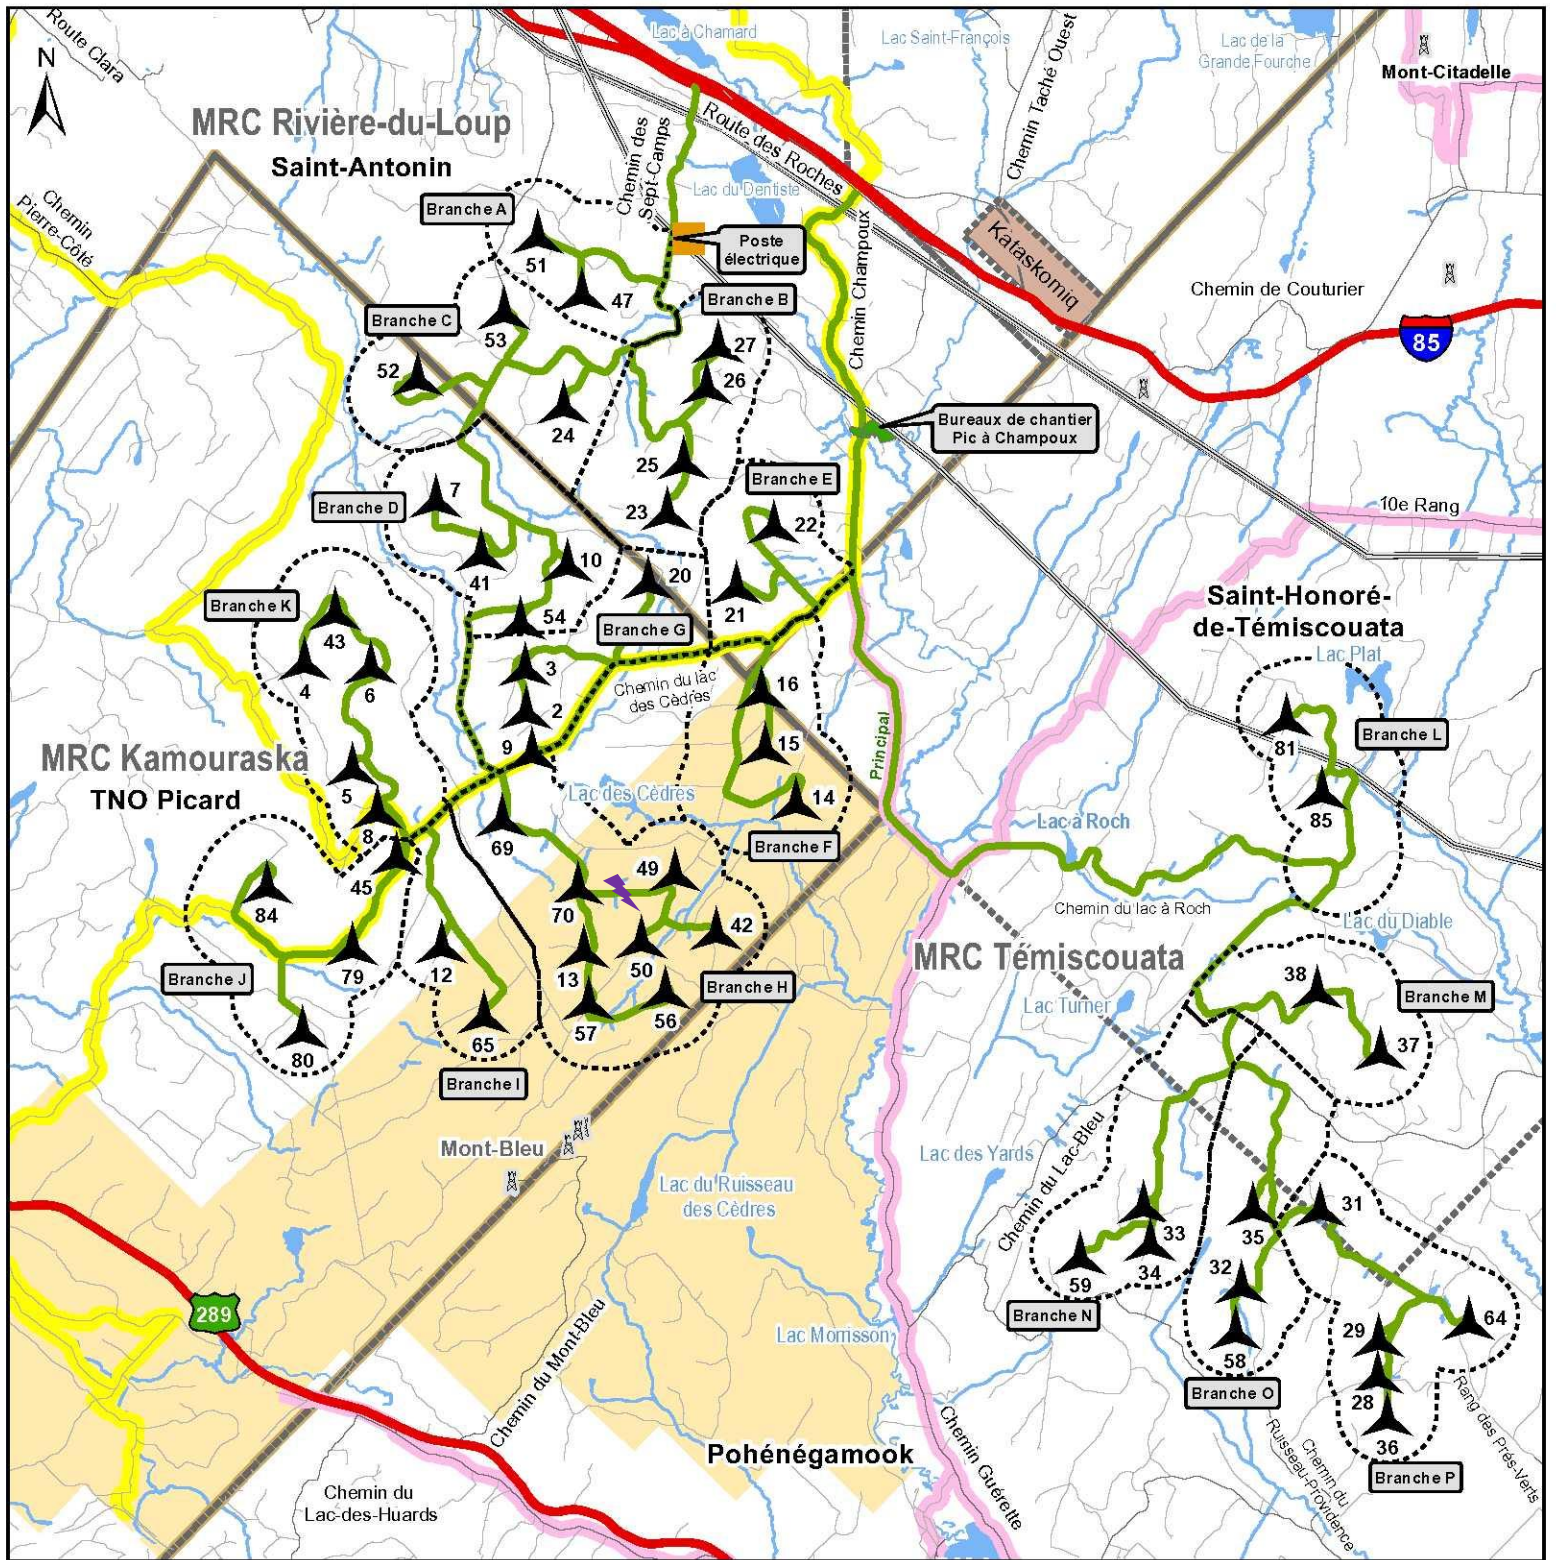 Route Clara
Lac à Chamard
Lac Saint-François
Chemin Taché Ouest
Lac de la
Grande Fourche
Mont-Citadelle
N
MRC Rivière-du-Loup
Saint-Antonin
Chemin des
Sept-Camps
Route des Roches
Lac du Dentiste
Chemin
Pierre-Côté
Branche A
51
47
Poste
électrique
Kataskomiq
Chemin de Couturier
85
Branche B
Branche C
53
52
24
27
26
25
23
Chemin Champoux
Bureaux de chantier
Pic à Champoux
10e Rang
Branche D
7
41
10
54
Branche E
22
21
20
Branche G
Saint-Honoré-
de-Témiscouata
Lac Plat
Branche K
43
4
6
3
2
9
Chemin du lac
des Cèdres
16
15
14
Principal
81
Branche L
85
MRC Kamouraska
TNO Picard
5
8
45
Lac des Cèdres
69
Branche F
Lac à Roch
Chemin du lac à Roch
Lac du Diable
84
79
80
Branche J
12
65
Branche I
49
70
42
50
13
57
56
Branche H
MRC Témiscouata
Lac Turner
38
37
Branche M
Mont-Bleu
Lac du Ruisseau
des Cèdres
Lac des Yards
Chemin du Lac-Bleu
33
34
59
Branche N
35
31
32
58
Branche O
29
64
28
36
Branche P
289
Lac Morrisson
Chemin du Mont-Bleu
Pohénégamook
Chemin Guérette
Chemin du
Ruisseau-Providence
Rang des Prés-Verts
Chemin du
Lac-des-Huards